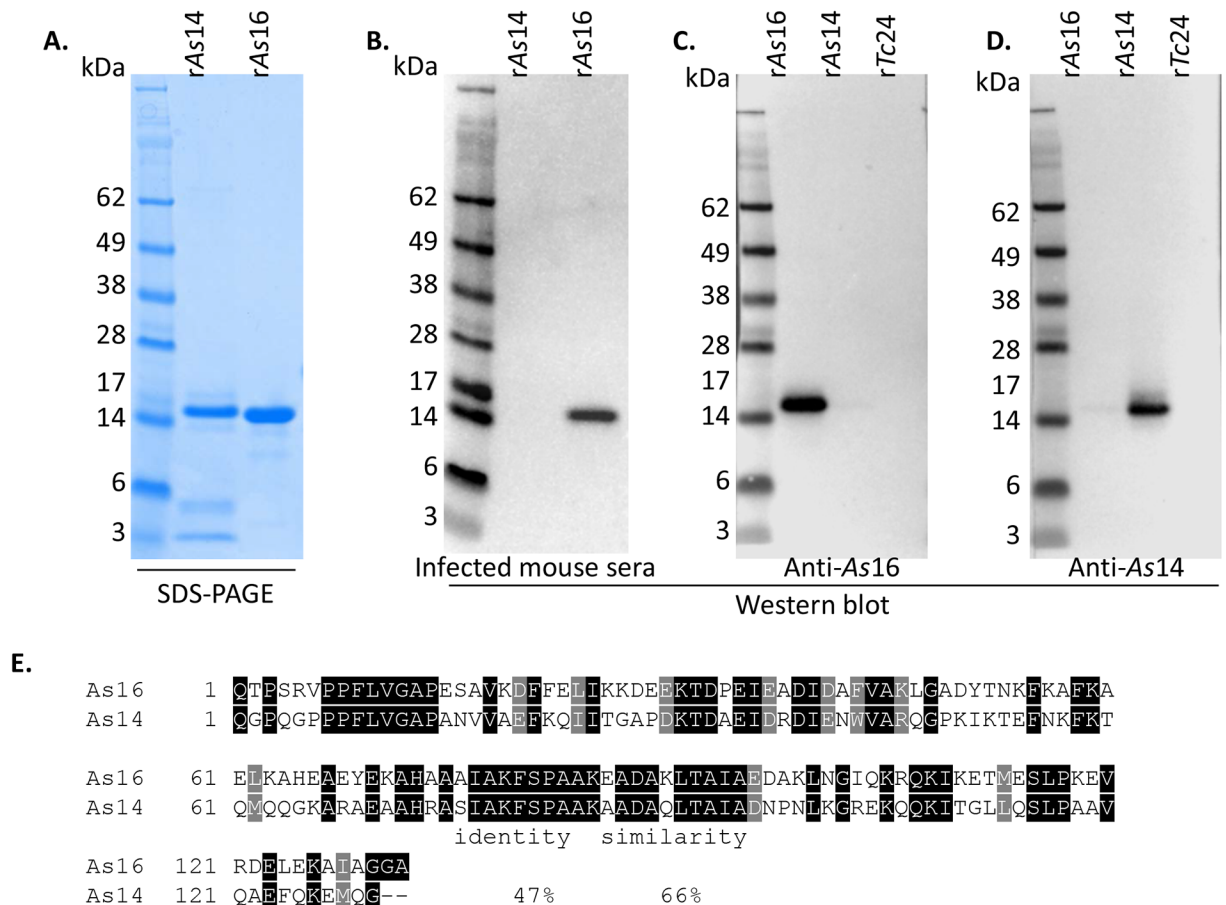 A.
kDa
rAs14
rAs16
62
49
38
28
17
14
6
3
SDS-PAGE
B.
kDa
rAs14
rAs16
62
49
38
28
17
14
6
3
Infected mouse sera
C.
kDa
rAs16
rAs14
rTc24
62
49
38
28
17
14
6
3
Anti-As16
D.
kDa
rAs16
rAs14
rTc24
62
49
38
28
17
14
6
3
Anti-As14
Western blot
E.
As16 1 QTPSRVPPFLVGAPESAVKDFFELIKKDEEKTDPEIEADIDAFVAKLGADYTNKFKAFKA
As14 1 QGPQGPPPFLVGAPANVVAEFKQIITGAPDKTDAEIDRDIENWVARQGPKIKTEFNKFKT
As16 61 ELKAHEAEYEKAHAAAIAKFSPAAKEADAKLTAIAEDAKLNGIQKRQKIKETMESLPKEV
As14 61 QMQQGKARAEAAHRASIAKFSPAAKAADAQLTAIADNPNLKGREKQQKITGLLQSLPAAV
identity similarity
As16 121 RDELEKAIAGGA
As14 121 QAEFQKEMQG-- 47% 66%